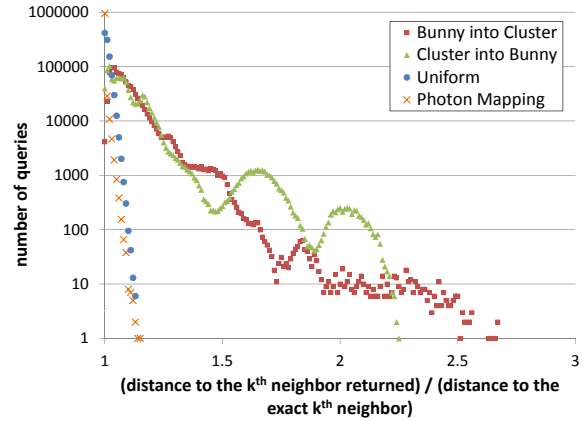 1000000
100000
10000
1000
100
10
1
number of queries
Bunny into Cluster
Cluster into Bunny
Uniform
Photon Mapping
1 1.5 2 2.5 3
(distance to the kth neighbor returned) / (distance to the
exact kth neighbor)